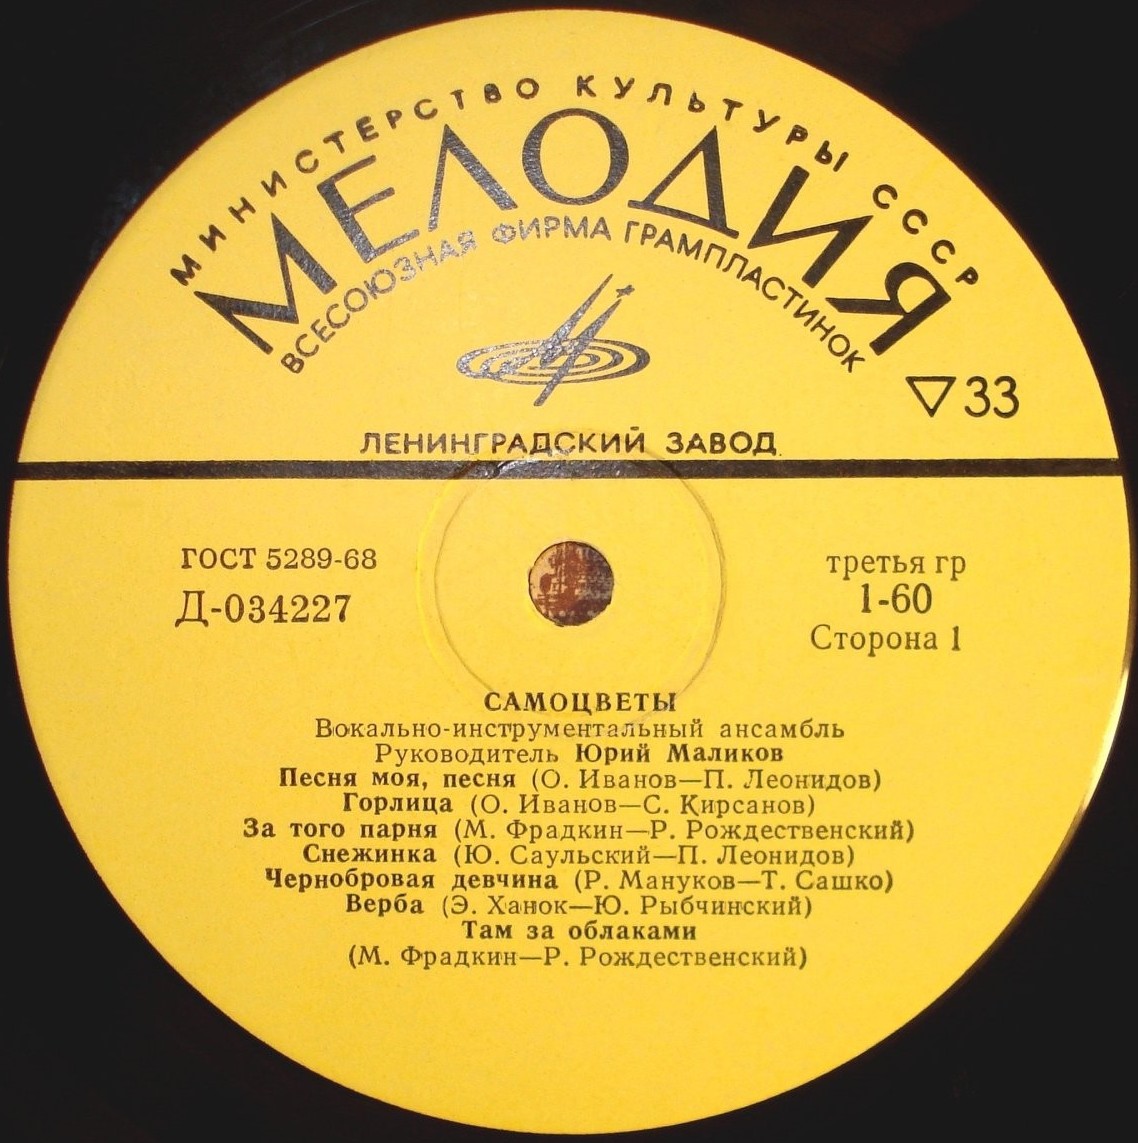 МИНИСТЕРСТВО КУЛЬТУРЫ СССР
МЕЛОДИЯ
ВСЕСОЮЗНАЯ ФИРМА ГРАМПЛАСТИНОК
▽33
ЛЕНИНГРАДСКИЙ ЗАВОД
ГОСТ 5289-68
Д-034227
третья гр
1-60
Сторона 1
САМОЦВЕТЫ
Вокально-инструментальный ансамбль
Руководитель Юрий Маликов
Песня моя, песня (О. Иванов—П. Леонидов)
Горлица (О. Иванов—С. Кирсанов)
За того парня (М. Фрадкин—Р. Рождественский)
Снежинка (Ю. Саульский—П. Леонидов)
Чернобровая девчина (Р. Мануков—Т. Сашко)
Верба (Э. Ханок—Ю. Рыбчинский)
Там за облаками
(М. Фрадкин—Р. Рождественский)